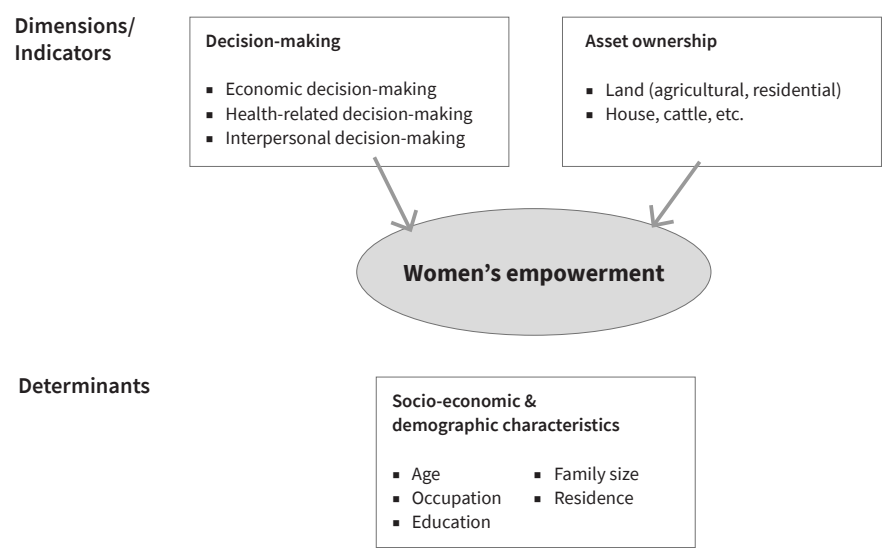 Dimensions/
Indicators
Decision-making
▪ Economic decision-making
▪ Health-related decision-making
▪ Interpersonal decision-making
Asset ownership
▪ Land (agricultural, residential)
▪ House, cattle, etc.
Women’s empowerment
Determinants
Socio-economic &
demographic characteristics
▪ Age
▪ Occupation
▪ Education
▪ Family size
▪ Residence